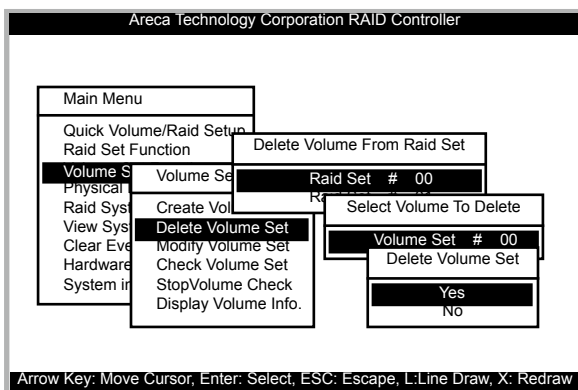 Areca Technology Corporation RAID Controller
Main Menu
Quick Volume/Raid Setup
Raid Set Function
Volume S
Physical
Raid Syst
View Syst
Clear Eve
Hardware
System in
Volume Se
Create Volu
Delete Volume Set
Modify Volume Set
Check Volume Set
StopVolume Check
Display Volume Info.
Delete Volume From Raid Set
Raid Set # 00
Select Volume To Delete
Volume Set # 00
Delete Volume Set
Yes
No
Arrow Key: Move Cursor, Enter: Select, ESC: Escape, L:Line Draw, X: Redraw